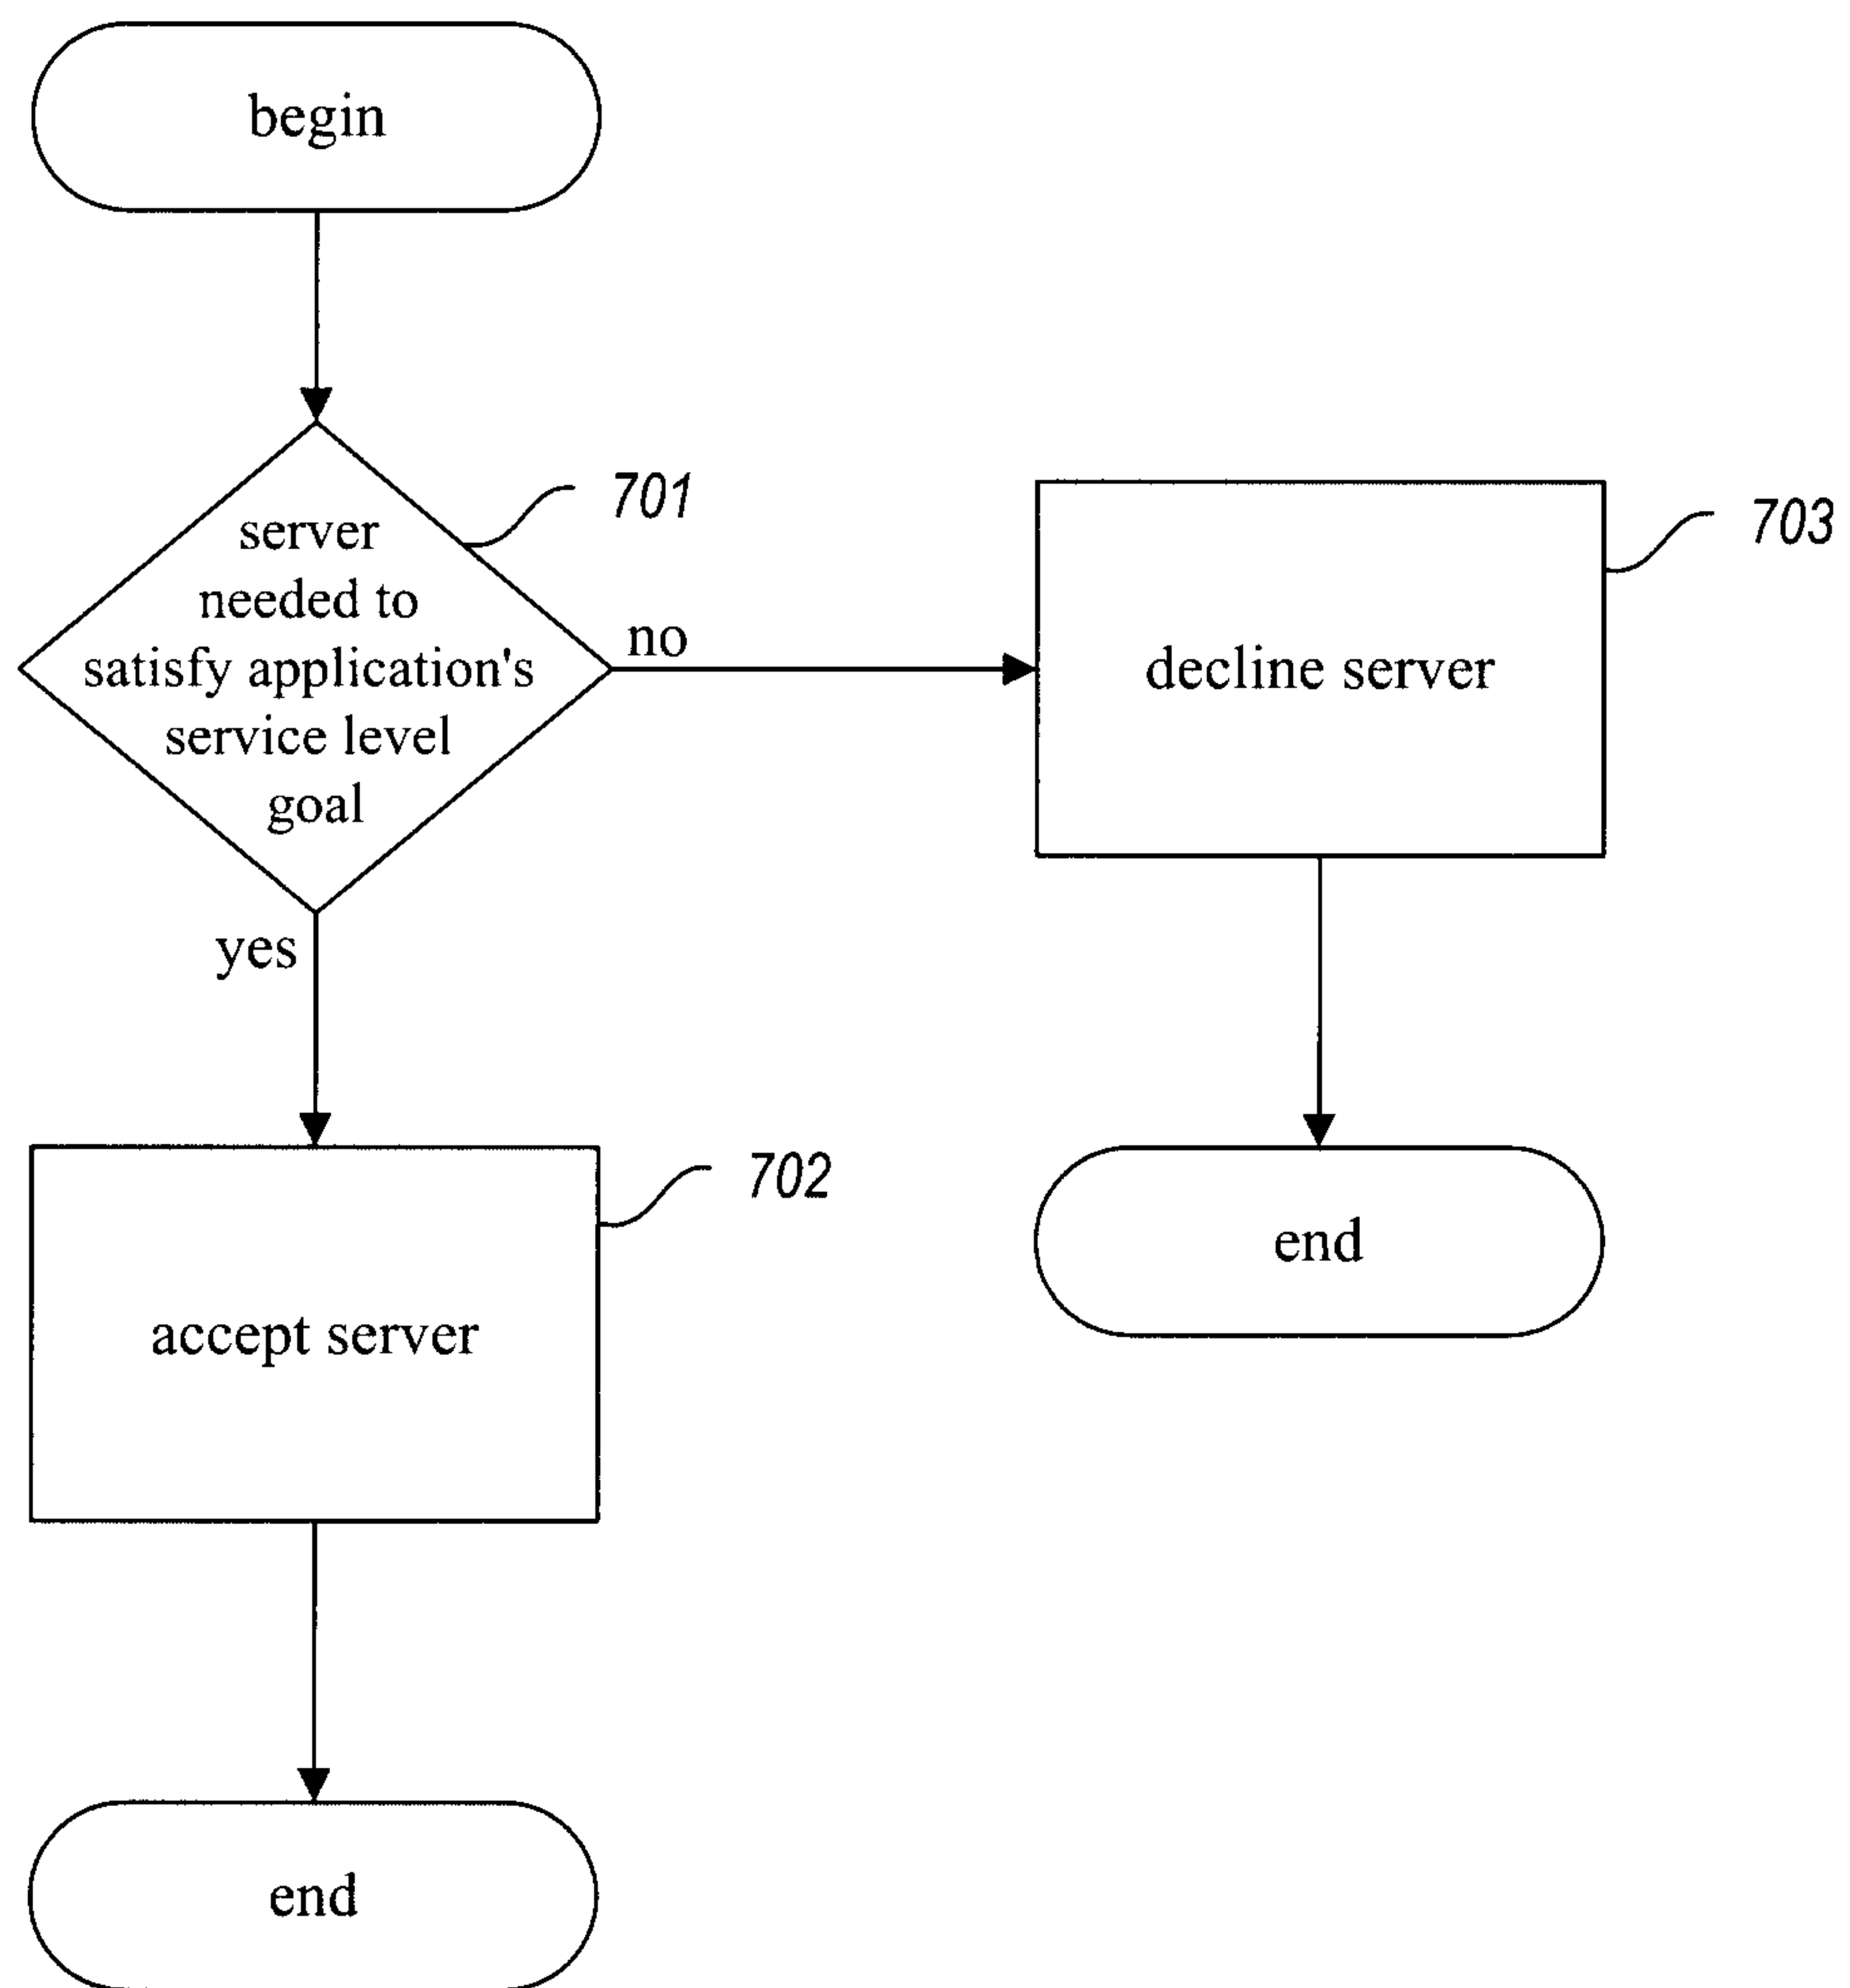 begin
701
server
needed to
satisfy application's
service level
goal
no
703
decline server
yes
702
accept server
end
end